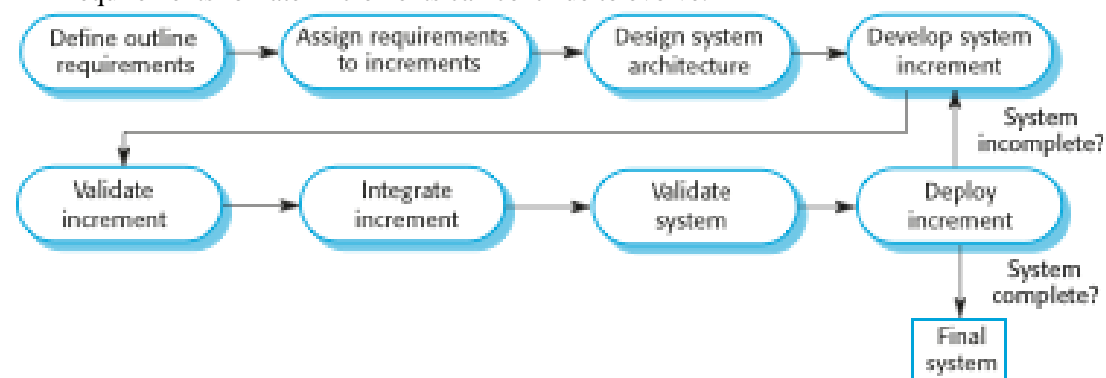 Define outline
requirements
Assign requirements
to increments
Design system
architecture
Develop system
increment
System
incomplete?
Validate
increment
Integrate
increment
Validate
system
Deploy
increment
System
complete?
Final
system